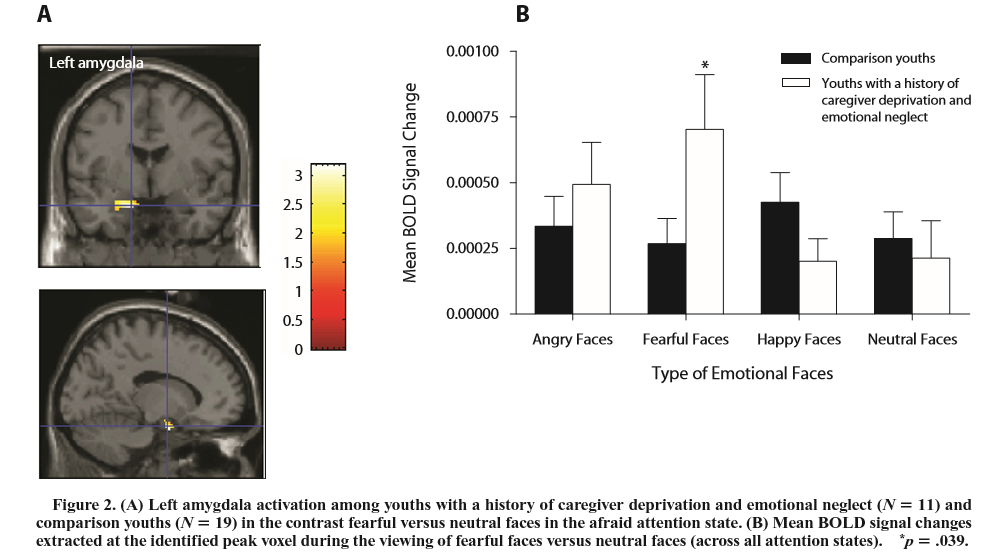 A
B
Left amygdala
3
2.5
2
1.5
1
0.5
0
Mean BOLD Signal Change
0.00100
0.00075
0.00050
0.00025
0.00000
*
Comparison youths
Youths with a history of
caregiver deprivation and
emotional neglect
Angry Faces
Fearful Faces
Happy Faces
Neutral Faces
Type of Emotional Faces
Figure 2. (A) Left amygdala activation among youths with a history of caregiver deprivation and emotional neglect (N = 11) and
comparison youths (N = 19) in the contrast fearful versus neutral faces in the afraid attention state. (B) Mean BOLD signal changes
extracted at the identified peak voxel during the viewing of fearful faces versus neutral faces (across all attention states). *p = .039.